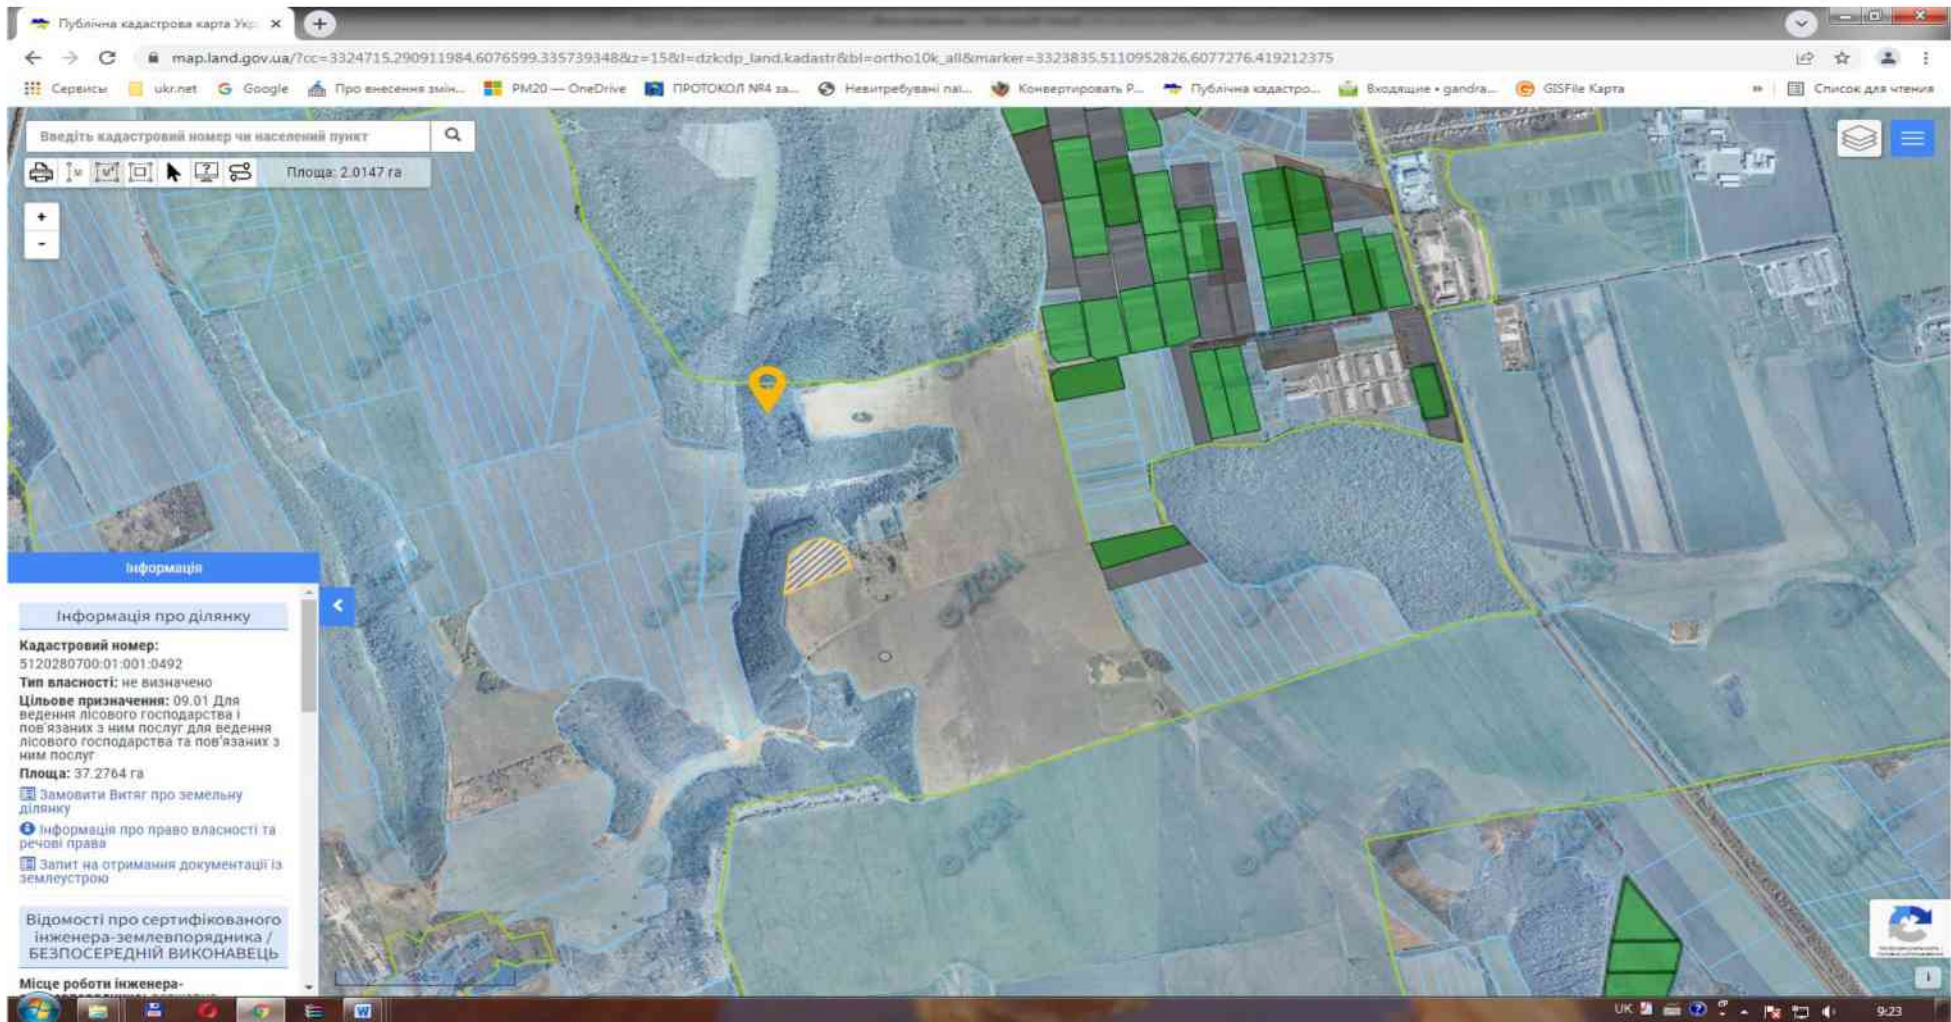 Публічна кадастрова карта Укр
map.land.gov.ua/?cc=3324715.290911984,6076599.335739348&z=15&l=dzkdp_land,kadastr&bl=ortho10k_all&marker=3323835.5110952826,6077276.419212375
Сервисы ukr.net Google Про внесення змін... PM20 — OneDrive ПРОТОКОЛ №4 за... Невитребувані паї... Конвертировать P... Публічна кадастро... Входящие • gandra... GISFile Карта » Список для чтения
Введіть кадастровий номер чи населений пункт
Площа: 2.0147 га
+
-
Інформація
Інформація про ділянку
Кадастровий номер:
5120280700:01:001:0492
Тип власності: не визначено
Цільове призначення: 09.01 Для
ведення лісового господарства і
пов'язаних з ним послуг для ведення
лісового господарства та пов'язаних з
ним послуг
Площа: 37.2764 га
Замовити Витяг про земельну
ділянку
Інформація про право власності та
речові права
Запит на отримання документації із
землеустрою
Відомості про сертифікованого
інженера-землевпорядника /
БЕЗПОСЕРЕДНІЙ ВИКОНАВЕЦЬ
Місце роботи інженера-
UK 9:23